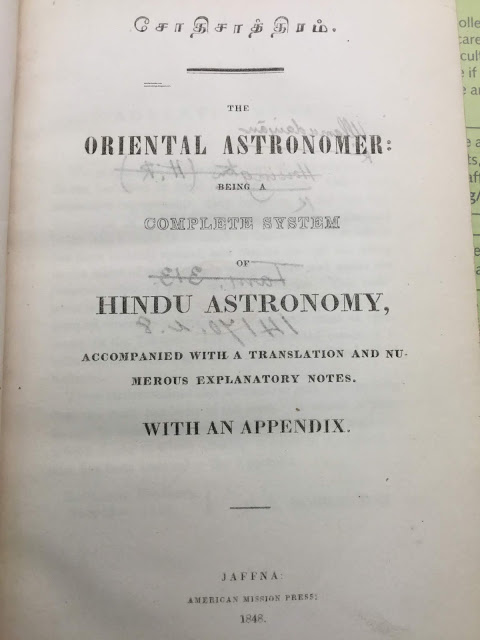 சோதிசாத்திரம்.
THE
ORIENTAL ASTRONOMER:
BEING A
COMPLETE SYSTEM
OF
HINDU ASTRONOMY,
ACCOMPANIED WITH A TRANSLATION AND NU-
MEROUS EXPLANATORY NOTES.
WITH AN APPENDIX.
JAFFNA:
AMERICAN MISSION PRESS:
1848.